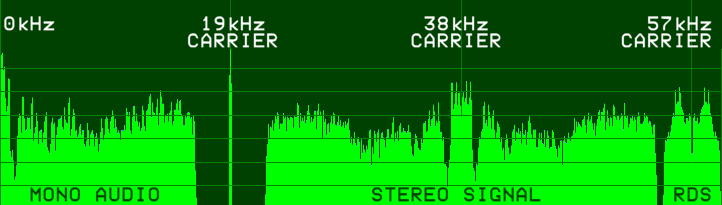 0kHz 19kHz 38kHz 57kHz
CARRIER CARRIER CARRIER
MONO AUDIO STEREO SIGNAL RDS